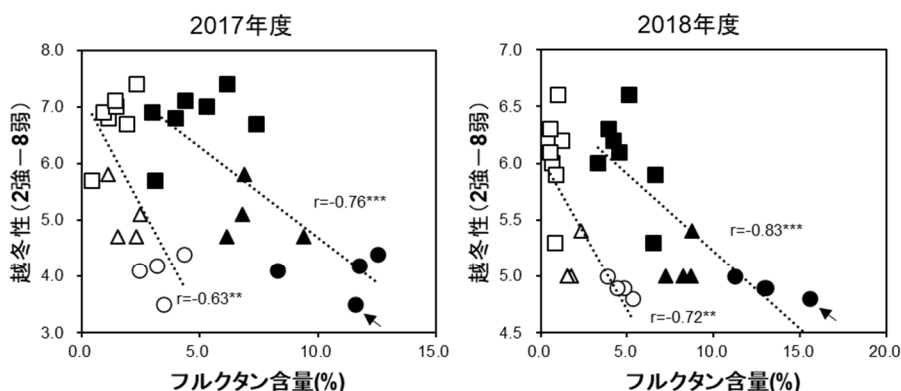 2017年度
2018年度
越冬性(2強－8弱)
8.0
7.0
6.0
5.0
4.0
3.0
r=-0.76***
r=-0.63**
0.0 5.0 10.0 15.0
フルクタン含量(%)
越冬性(2強－8弱)
7.0
6.5
6.0
5.5
5.0
4.5
r=-0.83***
r=-0.72**
0.0 5.0 10.0 15.0 20.0
フルクタン含量(%)